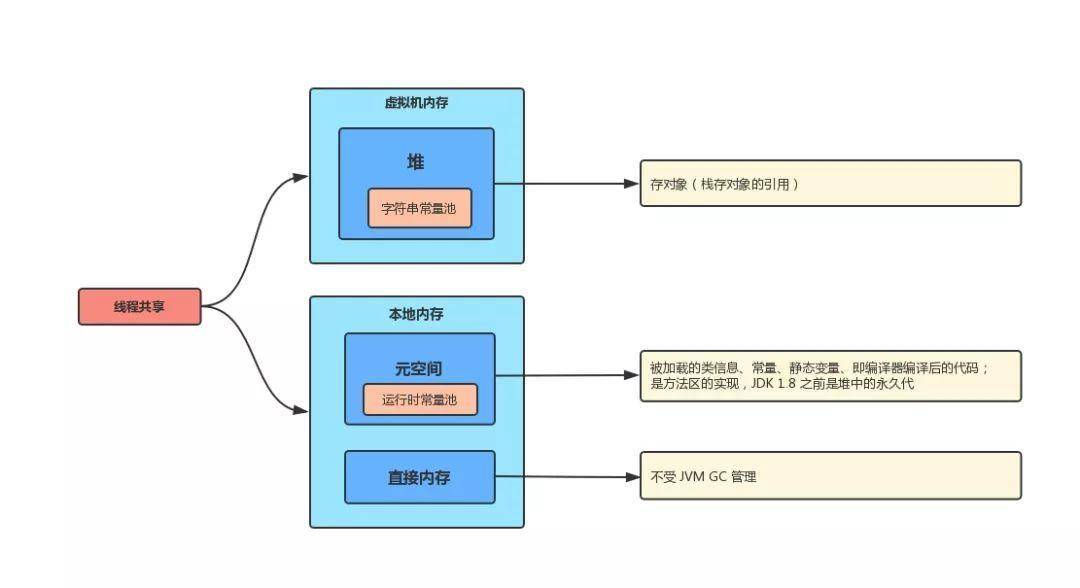 虚拟机内存
堆
字符串常量池
存对象（栈存对象的引用）
线程共享
本地内存
元空间
运行时常量池
被加载的类信息、常量、静态变量、即编译器编译后的代码；
是方法区的实现，JDK 1.8 之前是堆中的永久代
直接内存
不受 JVM GC 管理